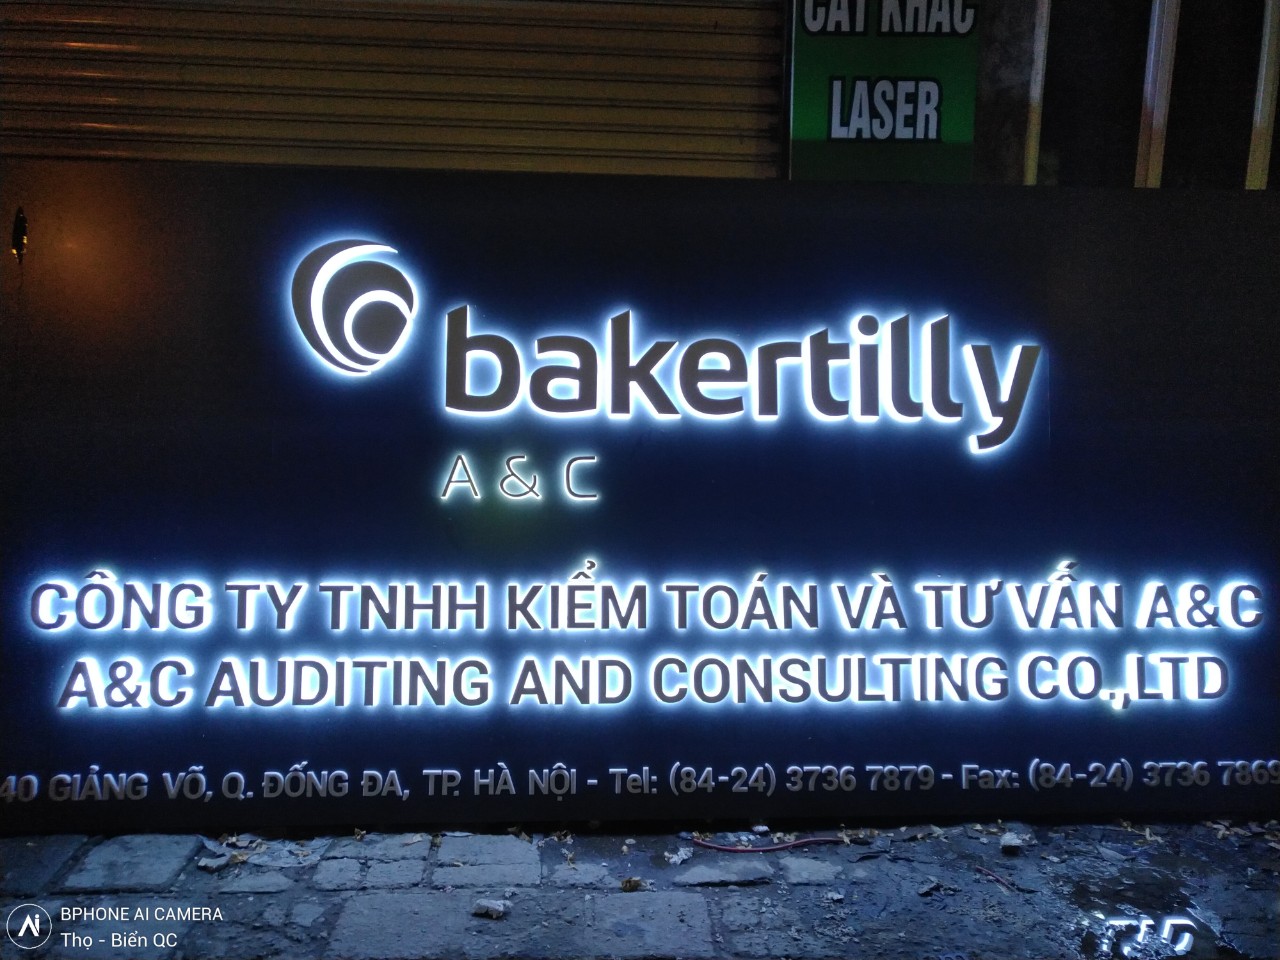 CẮT KHẮC
LASER
bakertilly
A & C
CÔNG TY TNHH KIỂM TOÁN VÀ TƯ VẤN A&C
A&C AUDITING AND CONSULTING CO.,LTD
40 GIẢNG VÕ, Q. ĐỐNG ĐA, TP. HÀ NỘI - Tel: (84-24) 3736 7879 - Fax: (84-24) 3736 7869
BPHONE AI CAMERA
Thọ - Biển QC